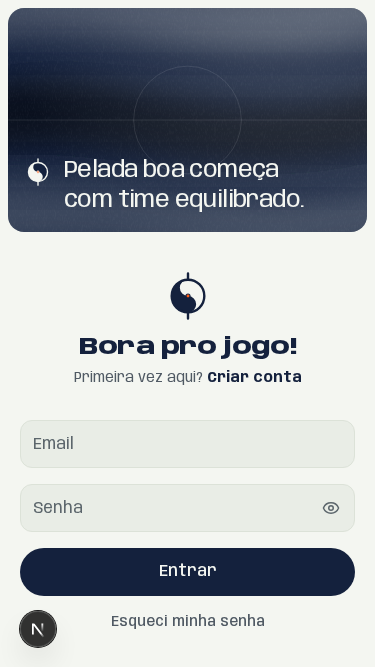 Pelada boa começa
com time equilibrado.
Bora pro jogo!
Primeira vez aqui? Criar conta
Email
Senha
Entrar
N
Esqueci minha senha